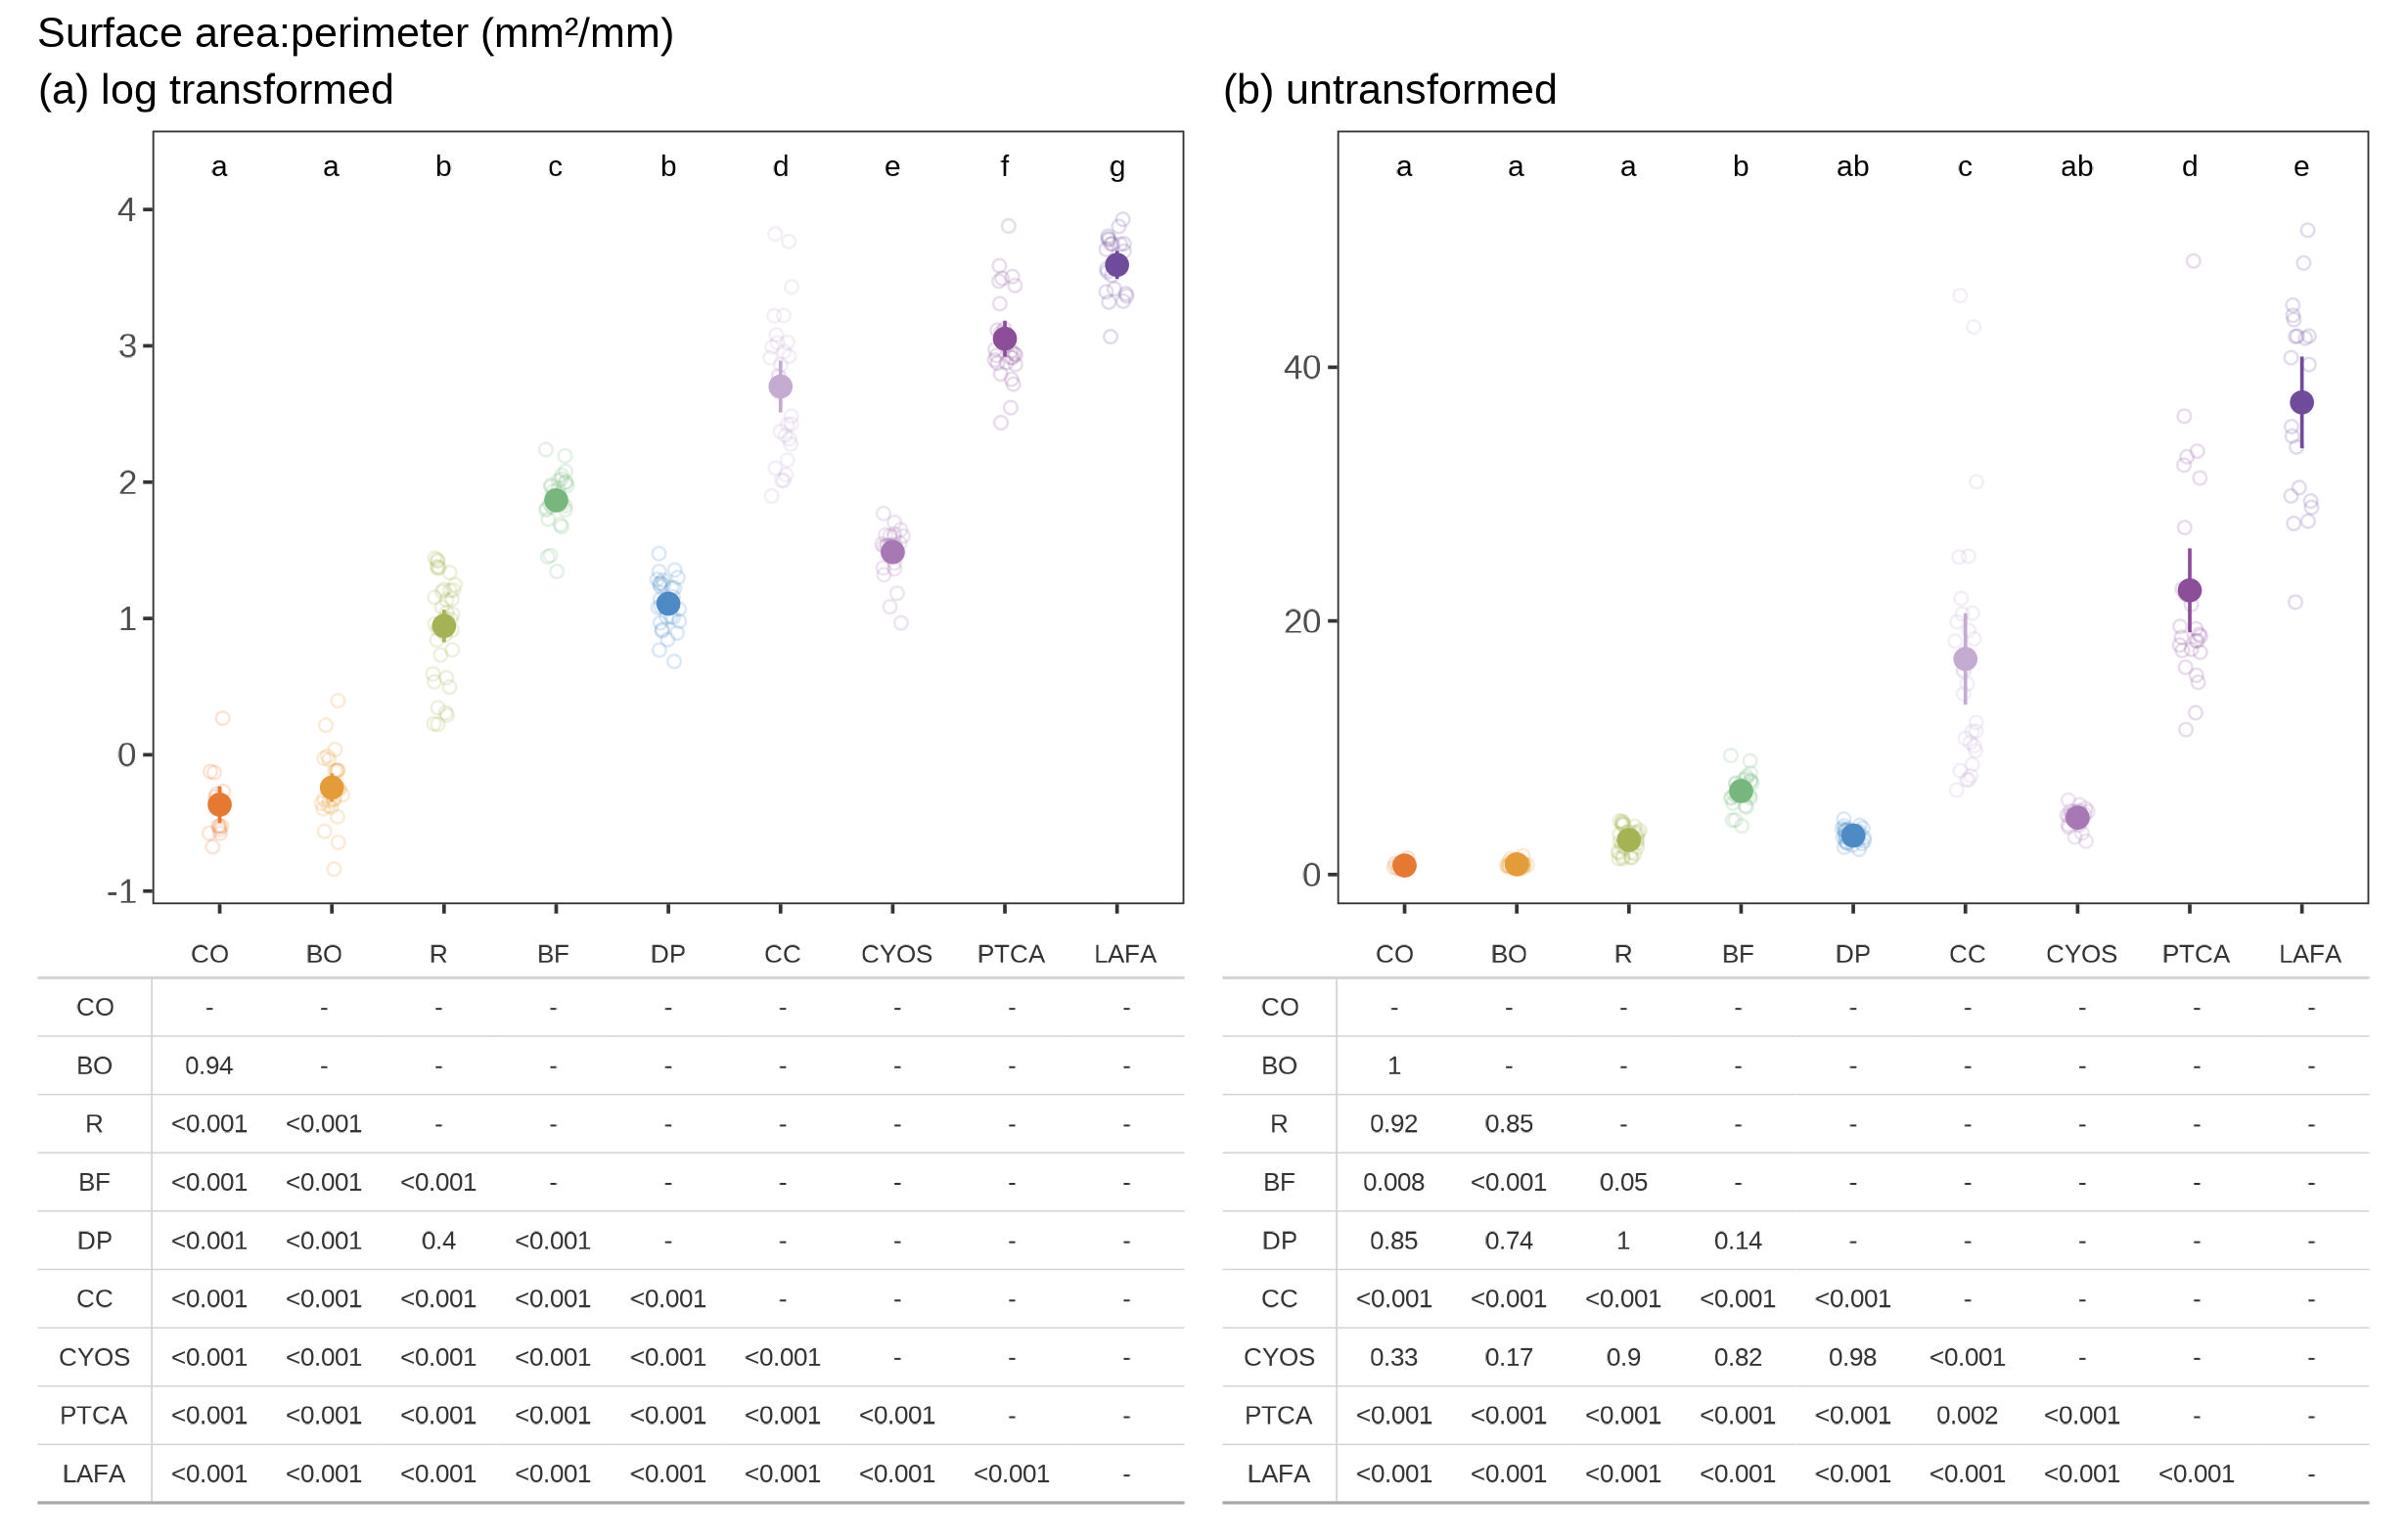 Surface area:perimeter (mm²/mm)
(a) log transformed
a a b c b d e f g
4
3
2
1
0
-1
CO BO R BF DP CC CYOS PTCA LAFA
CO - - - - - - - - -
BO 0.94 - - - - - - - -
R <0.001 <0.001 - - - - - - -
BF <0.001 <0.001 <0.001 - - - - - -
DP <0.001 <0.001 0.4 <0.001 - - - - -
CC <0.001 <0.001 <0.001 <0.001 <0.001 - - - -
CYOS <0.001 <0.001 <0.001 <0.001 <0.001 <0.001 - - -
PTCA <0.001 <0.001 <0.001 <0.001 <0.001 <0.001 <0.001 - -
LAFA <0.001 <0.001 <0.001 <0.001 <0.001 <0.001 <0.001 <0.001 -
(b) untransformed
a a a b ab c ab d e
40
20
0
CO BO R BF DP CC CYOS PTCA LAFA
CO - - - - - - - - -
BO 1 - - - - - - - -
R 0.92 0.85 - - - - - - -
BF 0.008 <0.001 0.05 - - - - - -
DP 0.85 0.74 1 0.14 - - - - -
CC <0.001 <0.001 <0.001 <0.001 <0.001 - - - -
CYOS 0.33 0.17 0.9 0.82 0.98 <0.001 - - -
PTCA <0.001 <0.001 <0.001 <0.001 <0.001 0.002 <0.001 - -
LAFA <0.001 <0.001 <0.001 <0.001 <0.001 <0.001 <0.001 <0.001 -